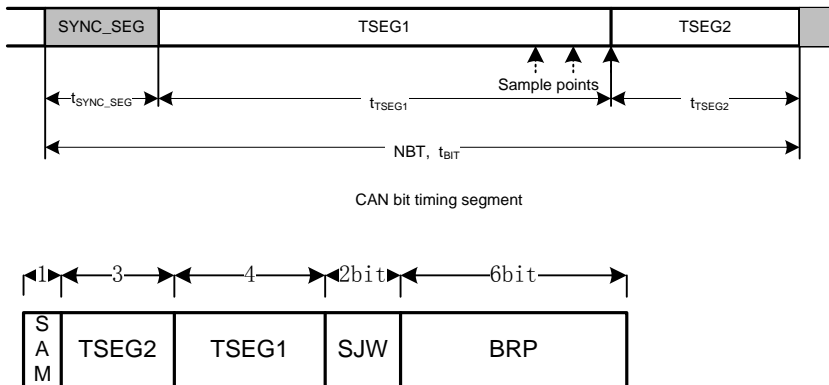 SYNC_SEG TSEG1 TSEG2
Sample points
tSYNC_SEG tTSEG1 tTSEG2
NBT, tBIT
CAN bit timing segment
1 3 4 2bit 6bit
SAM TSEG2 TSEG1 SJW BRP